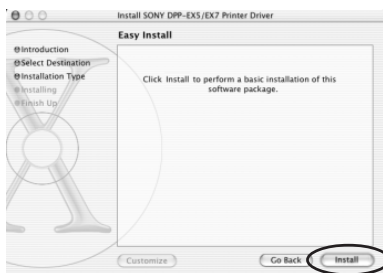 Install SONY DPP-EX5/EX7 Printer Driver
Easy Install
Introduction
Select Destination
Installation Type
Installing
Finish Up
Click Install to perform a basic installation of this
software package.
Customize
Go Back
Install